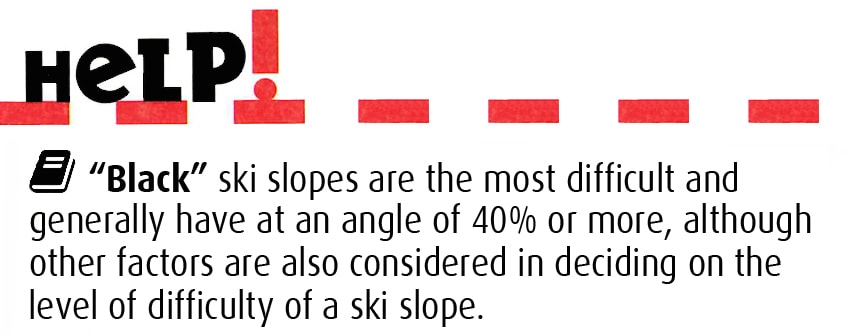 HeLP!
“Black” ski slopes are the most difficult and
generally have at an angle of 40% or more, although
other factors are also considered in deciding on the
level of difficulty of a ski slope.